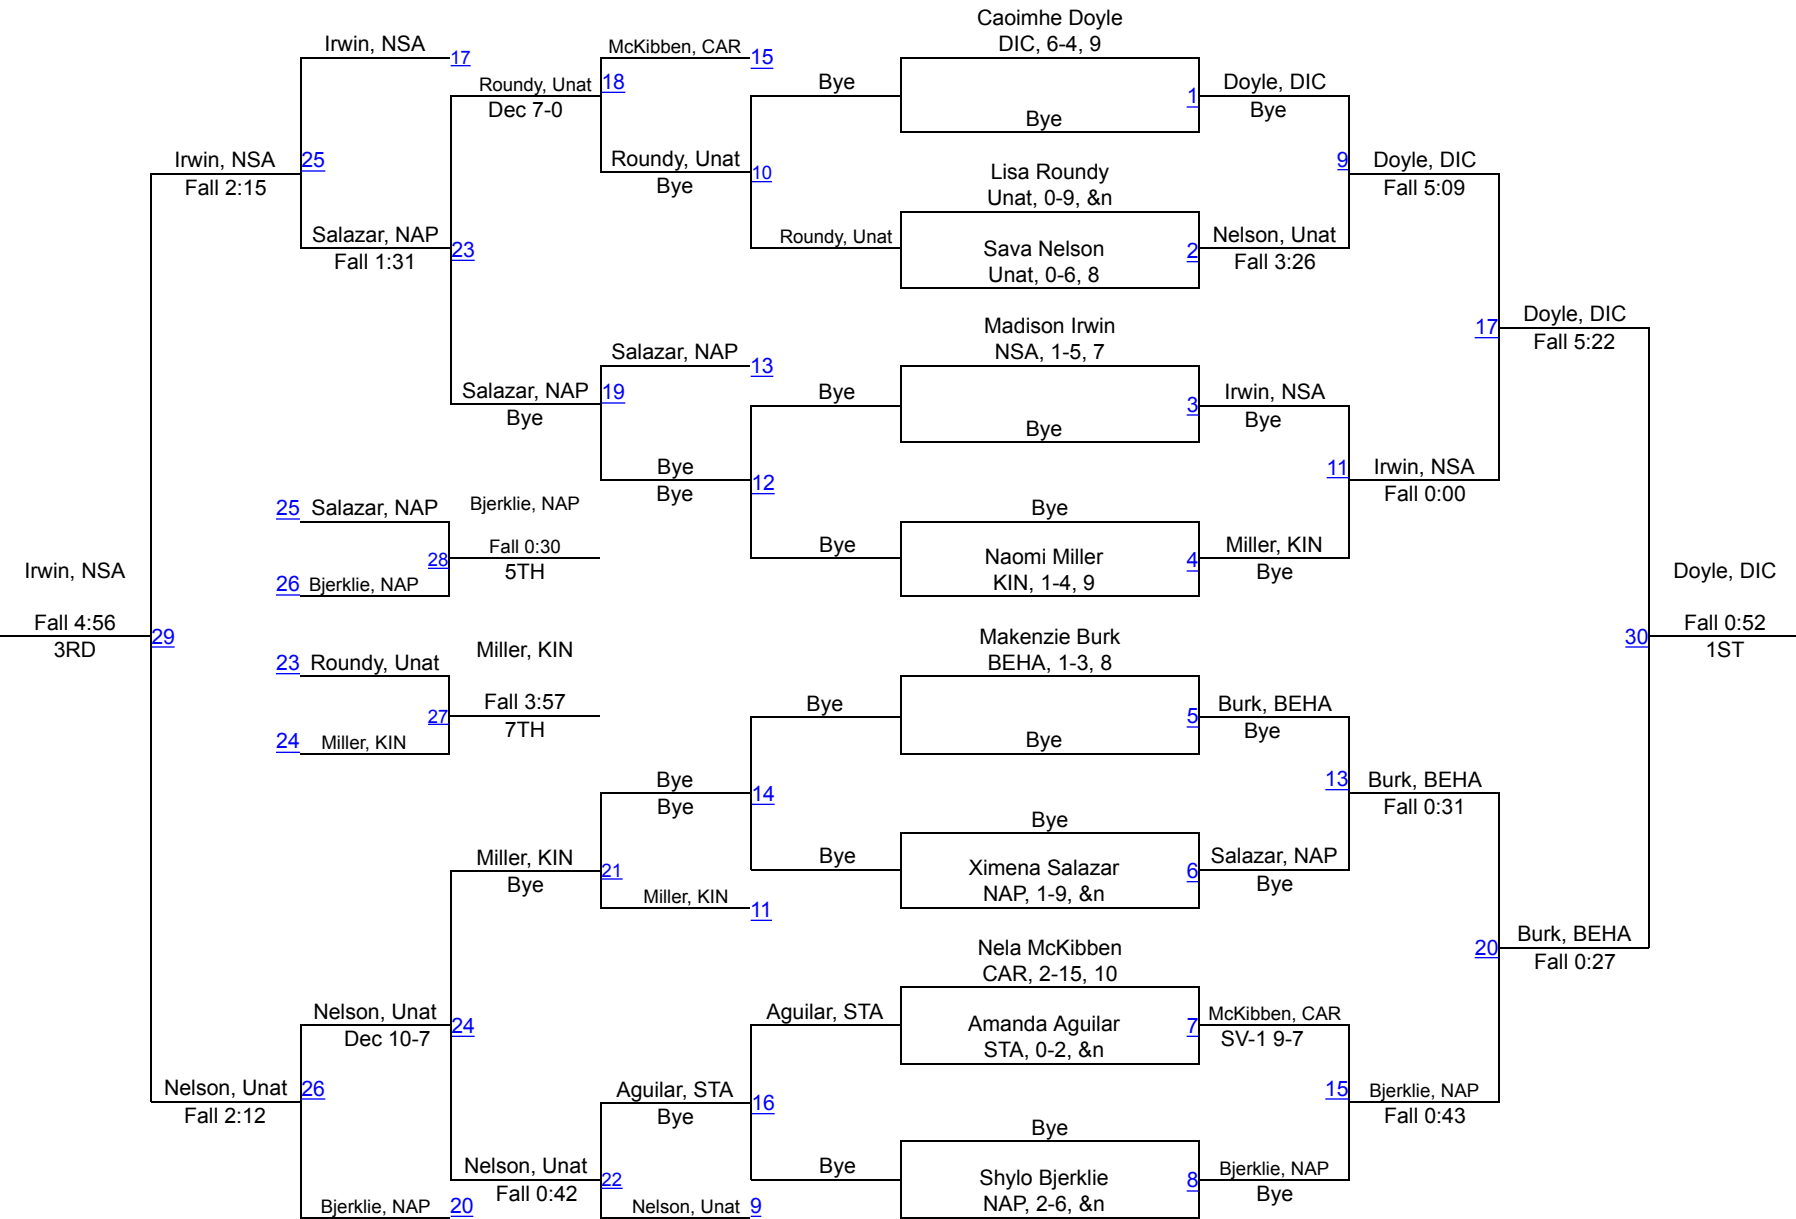 Caoimhe Doyle
DIC, 6-4, 9
Irwin, NSA
17
McKibben, CAR
15
Roundy, Unat
18
Dec 7-0
Bye
1
Doyle, DIC
Bye
Bye
Irwin, NSA
25
Fall 2:15
Roundy, Unat
10
Bye
9
Doyle, DIC
Fall 5:09
Lisa Roundy
Unat, 0-9, &n
Salazar, NAP
23
Fall 1:31
Roundy, Unat
Sava Nelson
Unat, 0-6, 8
2
Nelson, Unat
Fall 3:26
Madison Irwin
NSA, 1-5, 7
17
Doyle, DIC
Fall 5:22
Salazar, NAP
13
Salazar, NAP
19
Bye
Bye
3
Irwin, NSA
Bye
Bye
Bye
12
Bye
11
Irwin, NSA
Fall 0:00
25
Salazar, NAP
Bjerklie, NAP
Bye
28
Fall 0:30
5TH
Bye
Naomi Miller
KIN, 1-4, 9
4
Miller, KIN
Bye
26
Bjerklie, NAP
Irwin, NSA
Fall 4:56
3RD
29
Doyle, DIC
30
Fall 0:52
1ST
Makenzie Burk
BEHA, 1-3, 8
23
Roundy, Unat
Miller, KIN
27
Fall 3:57
7TH
24
Miller, KIN
Bye
5
Burk, BEHA
Bye
Bye
Bye
14
Bye
13
Burk, BEHA
Fall 0:31
Bye
Miller, KIN
21
Bye
Bye
Ximena Salazar
NAP, 1-9, &n
6
Salazar, NAP
Bye
Miller, KIN
11
Nela McKibben
CAR, 2-15, 10
20
Burk, BEHA
Fall 0:27
Nelson, Unat
24
Dec 10-7
Aguilar, STA
Amanda Aguilar
STA, 0-2, &n
7
McKibben, CAR
SV-1 9-7
Nelson, Unat
26
Fall 2:12
Aguilar, STA
16
Bye
15
Bjerklie, NAP
Fall 0:43
Bye
Nelson, Unat
22
Fall 0:42
Bye
Shylo Bjerklie
NAP, 2-6, &n
8
Bjerklie, NAP
Bye
Bjerklie, NAP
20
Nelson, Unat
9